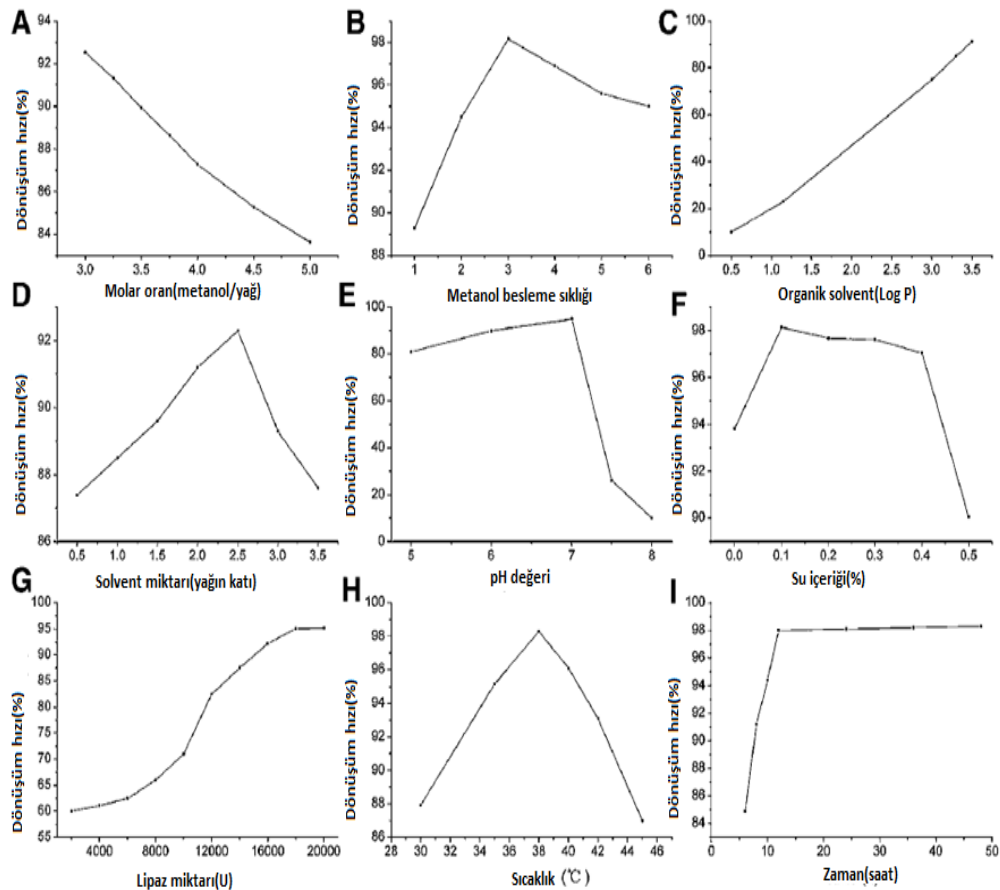 A
Dönüşüm hızı(%)
94
92
90
88
86
84
3.0 3.5 4.0 4.5 5.0
Molar oran(metanol/yağ)
B
Dönüşüm hızı(%)
98
96
94
92
90
88
1 2 3 4 5 6
Metanol besleme sıklığı
C
Dönüşüm hızı(%)
100
80
60
40
20
0
0.5 1.0 1.5 2.0 2.5 3.0 3.5
Organik solvent(Log P)
D
Dönüşüm hızı(%)
92
90
88
86
0.5 1.0 1.5 2.0 2.5 3.0 3.5
Solvent miktarı(yağın katı)
E
Dönüşüm hızı(%)
100
80
60
40
20
0
5 6 7 8
pH değeri
F
Dönüşüm hızı(%)
98
96
94
92
90
0.0 0.1 0.2 0.3 0.4 0.5
Su içeriği(%)
G
Dönüşüm hızı(%)
100
95
90
85
80
75
70
65
60
55
4000 8000 12000 16000 20000
Lipaz miktarı(U)
H
Dönüşüm hızı(%)
100
98
96
94
92
90
88
86
28 30 32 34 36 38 40 42 44 46
Sıcaklık (℃)
I
Dönüşüm hızı(%)
100
98
96
94
92
90
88
86
84
0 10 20 30 40 50
Zaman(saat)